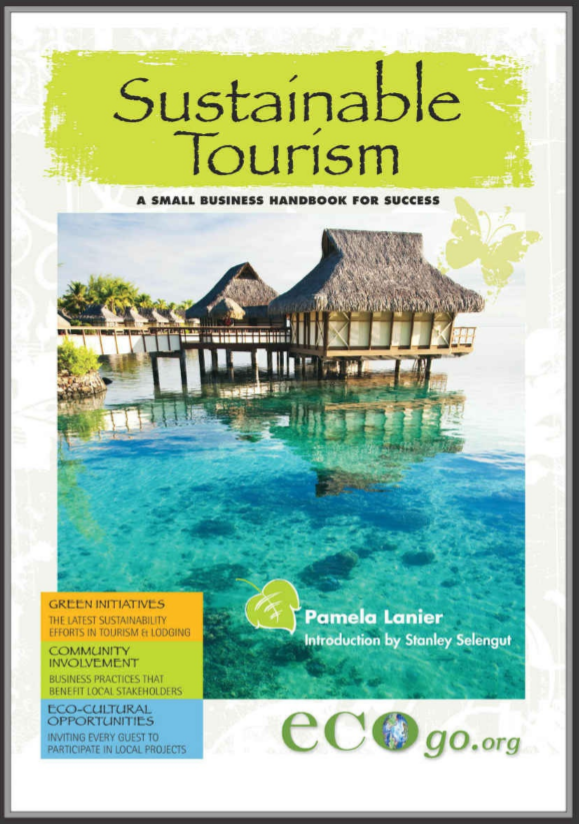 Sustainable
Tourism
A SMALL BUSINESS HANDBOOK FOR SUCCESS
GREEN INITIATIVES
THE LATEST SUSTAINABILITY
EFFORTS IN TOURISM & LODGING
COMMUNITY
INVOLVEMENT
BUSINESS PRACTICES THAT
BENEFIT LOCAL STAKEHOLDERS
ECO-CULTURAL
OPPORTUNITIES
INVITING EVERY GUEST TO
PARTICIPATE IN LOCAL PROJECTS
Pamela Lanier
Introduction by Stanley Selengut
eco go.org